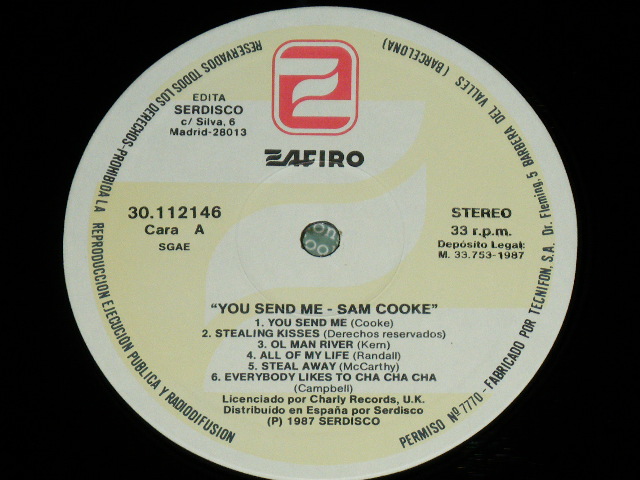 RESERVADOS TODOS LOS DERECHOS-PROHIBIDA LA REPRODUCCION EJECUCION PUBLICA Y RADIODIFUSION
EDITA
SERDISCO
c/ Silva, 6
Madrid-28013
ZAFIRO
30.112146
Cara A
SGAE
STEREO
33 r.p.m.
Depósito Legal:
M. 33.753-1987
"YOU SEND ME - SAM COOKE"
1. YOU SEND ME (Cooke)
2. STEALING KISSES (Derechos reservados)
3. OL MAN RIVER (Kern)
4. ALL OF MY LIFE (Randall)
5. STEAL AWAY (McCarthy)
6. EVERYBODY LIKES TO CHA CHA CHA
(Campbell)
Licenciado por Charly Records, U.K.
Distribuido en España por Serdisco
(P) 1987 SERDISCO
PERMISO Nº 7770 - FABRICADO POR TECNIFON, S.A. Dr. Fleming, 5 BARBERA DEL VALLES (BARCELONA)